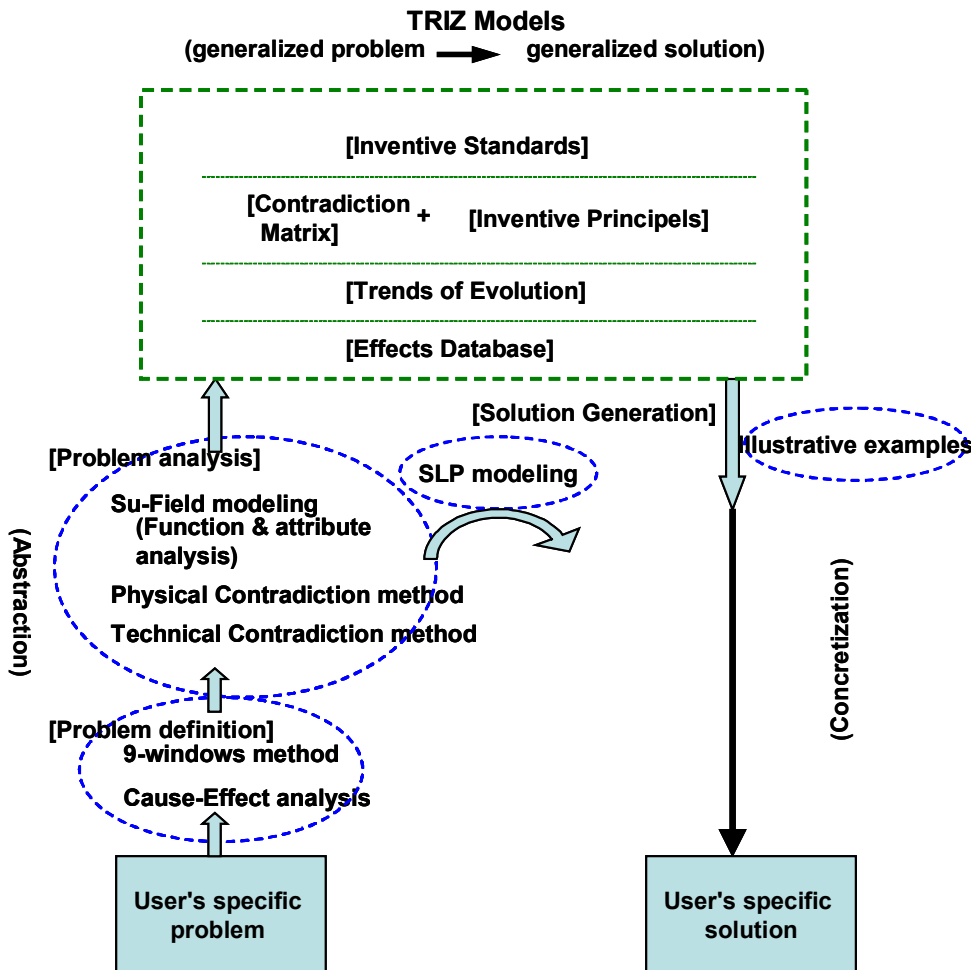 TRIZ Models
(generalized problem generalized solution)
[Inventive Standards]
[Contradiction
Matrix]
+
[Inventive Principels]
[Trends of Evolution]
[Effects Database]
[Solution Generation]
Illustrative examples
[Problem analysis]
SLP modeling
Su-Field modeling
(Function & attribute
analysis)
Physical Contradiction method
Technical Contradiction method
(Abstraction)
(Concretization)
[Problem definition]
9-windows method
Cause-Effect analysis
User's specific
problem
User's specific
solution